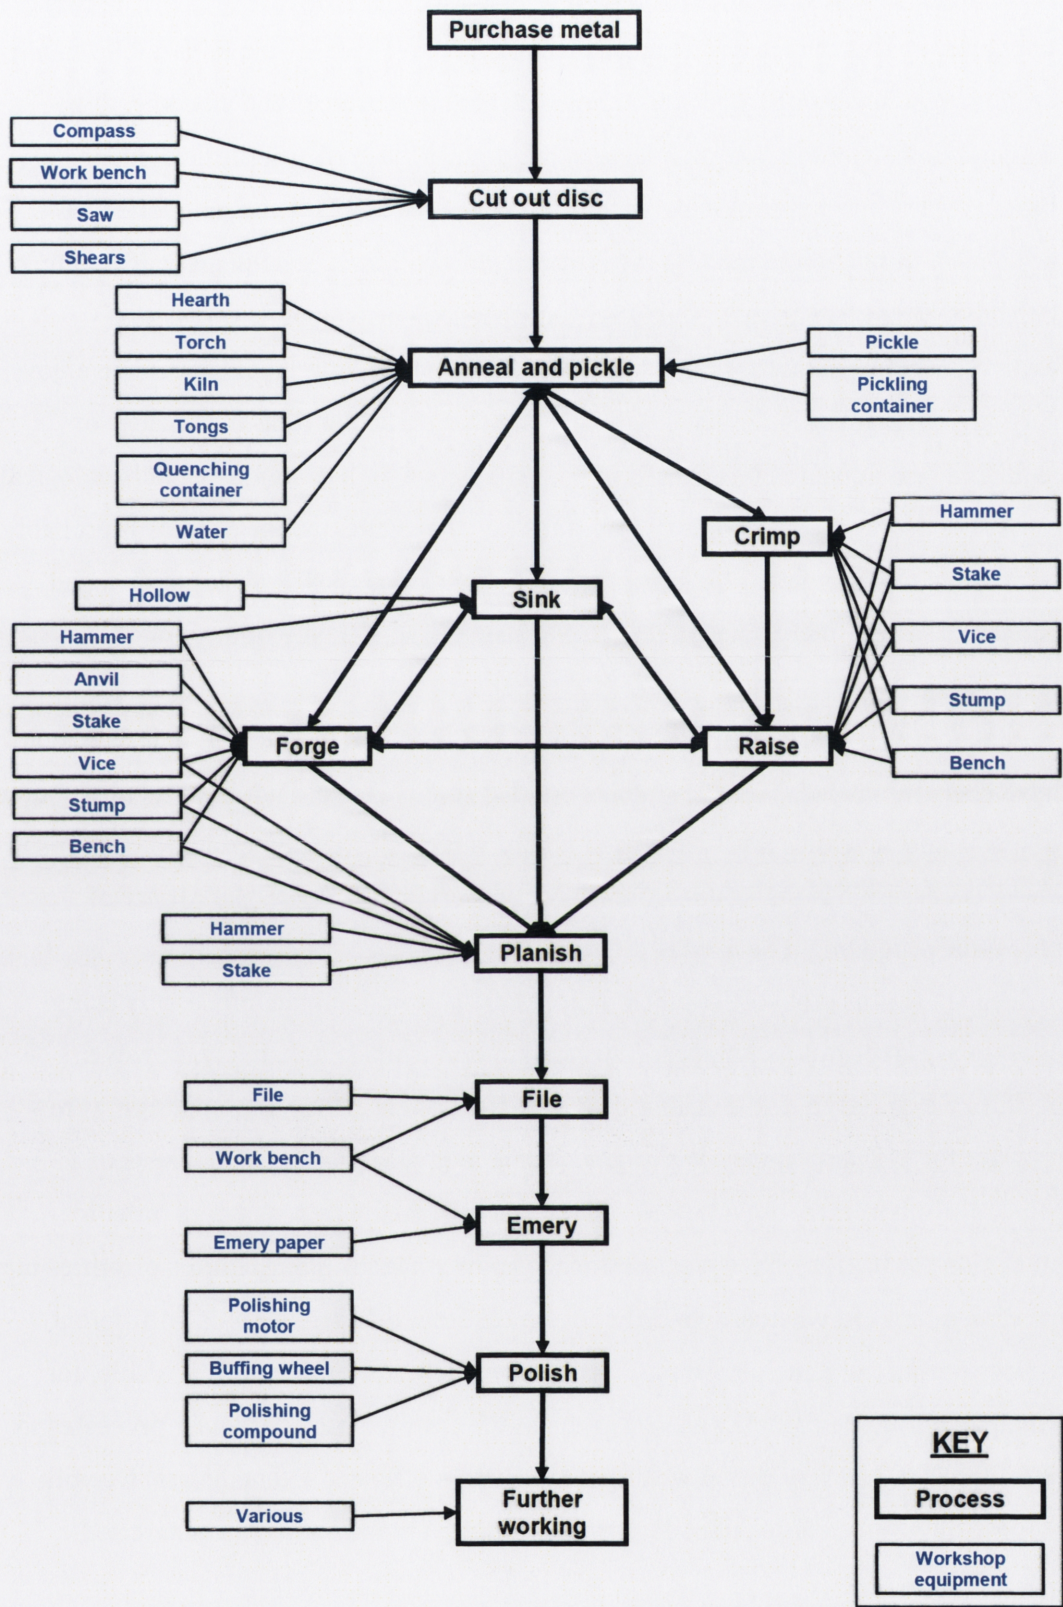 Purchase metal
Compass
Work bench
Saw
Shears
Cut out disc
Hearth
Torch
Kiln
Tongs
Quenching
container
Water
Anneal and pickle
Pickle
Pickling
container
Crimp
Hammer
Stake
Vice
Stump
Bench
Hollow
Hammer
Anvil
Stake
Vice
Stump
Bench
Sink
Forge
Raise
Hammer
Stake
Planish
File
Work bench
Emery paper
File
Emery
Polishing
motor
Buffing wheel
Polishing
compound
Polish
Various
Further
working
KEY
Process
Workshop
equipment